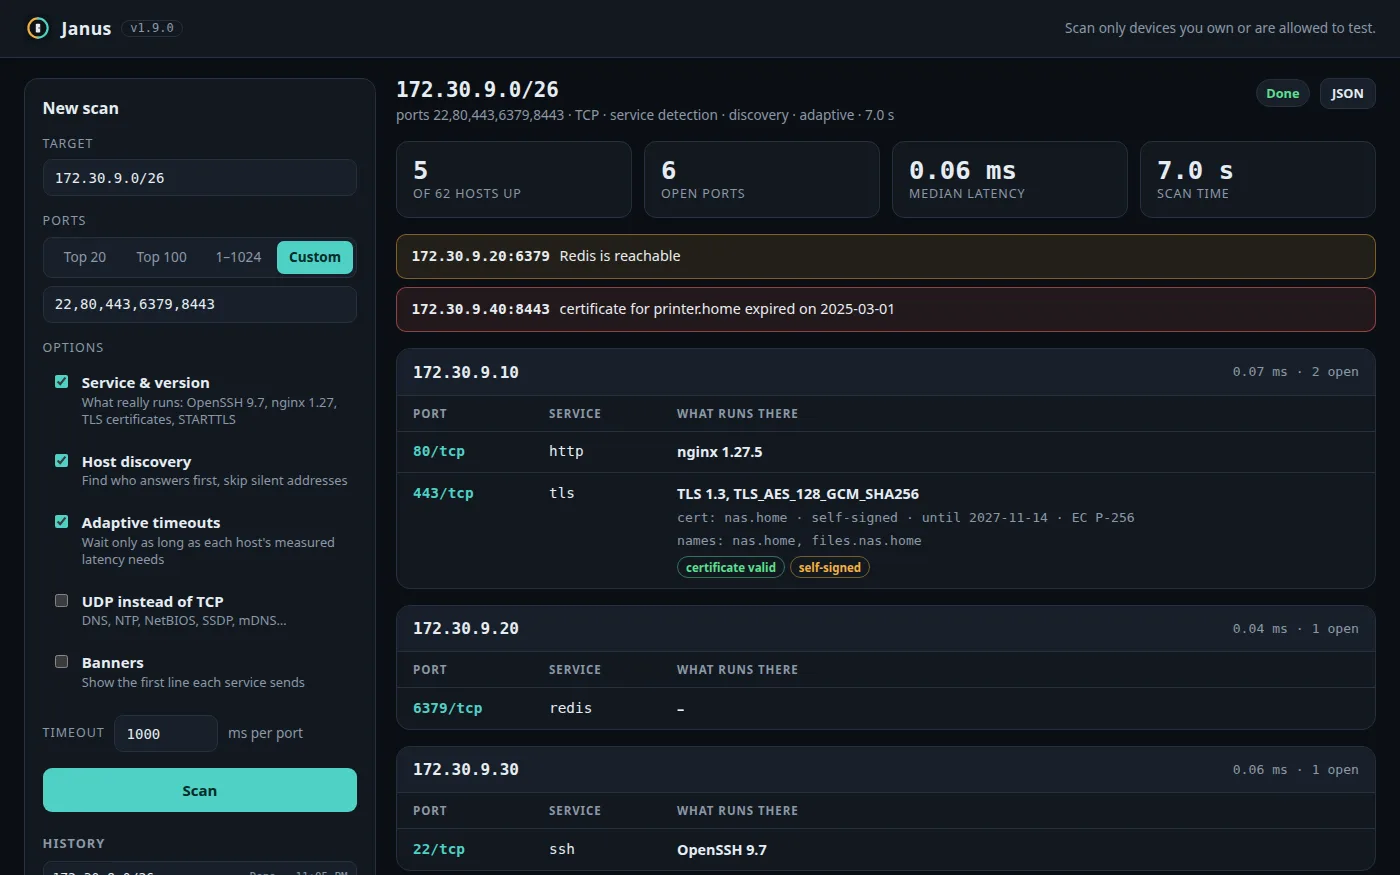 Janus v1.9.0
Scan only devices you own or are allowed to test.
New scan
TARGET
172.30.9.0/26
PORTS
Top 20 Top 100 1–1024 Custom
22,80,443,6379,8443
OPTIONS
Service & version
What really runs: OpenSSH 9.7, nginx 1.27,
TLS certificates, STARTTLS
Host discovery
Find who answers first, skip silent addresses
Adaptive timeouts
Wait only as long as each host's measured
latency needs
UDP instead of TCP
DNS, NTP, NetBIOS, SSDP, mDNS...
Banners
Show the first line each service sends
TIMEOUT 1000 ms per port
Scan
HISTORY
172.30.9.0/26
Done JSON
ports 22,80,443,6379,8443 · TCP · service detection · discovery · adaptive · 7.0 s
5
OF 62 HOSTS UP
6
OPEN PORTS
0.06 ms
MEDIAN LATENCY
7.0 s
SCAN TIME
172.30.9.20:6379 Redis is reachable
172.30.9.40:8443 certificate for printer.home expired on 2025-03-01
172.30.9.10 0.07 ms · 2 open
PORT SERVICE WHAT RUNS THERE
80/tcp http nginx 1.27.5
443/tcp tls TLS 1.3, TLS_AES_128_GCM_SHA256
cert: nas.home · self-signed · until 2027-11-14 · EC P-256
names: nas.home, files.nas.home
certificate valid self-signed
172.30.9.20 0.04 ms · 1 open
PORT SERVICE WHAT RUNS THERE
6379/tcp redis –
172.30.9.30 0.06 ms · 1 open
PORT SERVICE WHAT RUNS THERE
22/tcp ssh OpenSSH 9.7